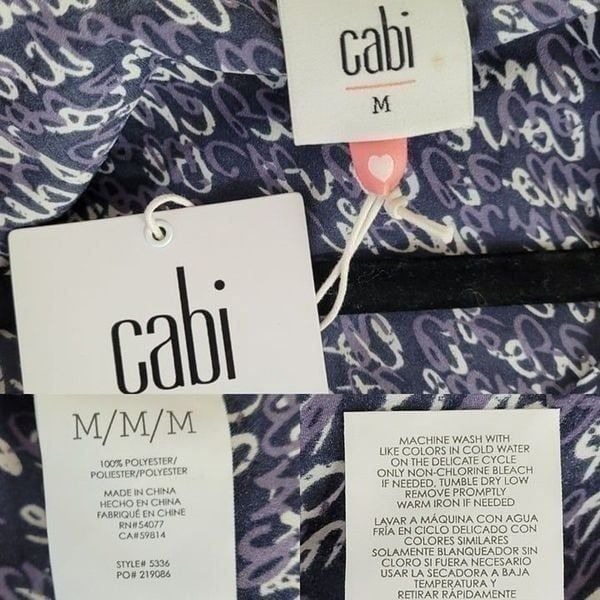 cabi
M
cabi
M/M/M
100% POLYESTER/
POLIESTER/POLYESTER
MADE IN CHINA
HECHO EN CHINA
FABRIQUÉ EN CHINE
RN#54077
CA#59814
STYLE# 5336
PO# 219086
MACHINE WASH WITH
LIKE COLORS IN COLD WATER
ON THE DELICATE CYCLE
ONLY NON-CHLORINE BLEACH
IF NEEDED, TUMBLE DRY LOW
REMOVE PROMPTLY
WARM IRON IF NEEDED
LAVAR A MÁQUINA CON AGUA
FRÍA EN CICLO DELICADO CON
COLORES SIMILARES
SOLAMENTE BLANQUEADOR SIN
CLORO SI FUERA NECESARIO
USAR LA SECADORA A BAJA
TEMPERATURA Y
RETIRAR RÁPIDAMENTE